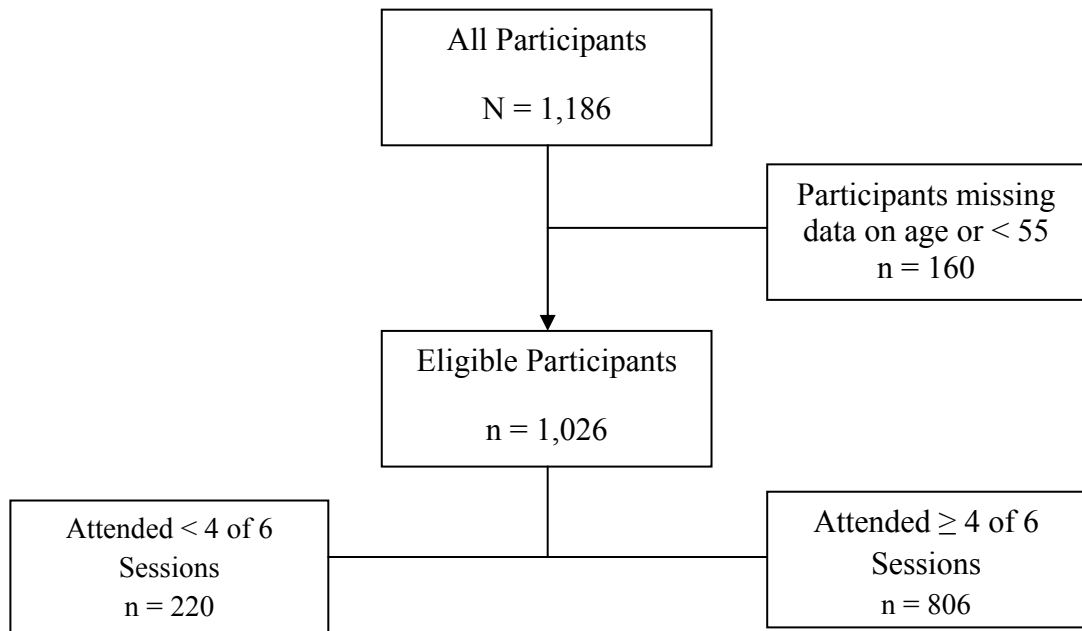 All Participants
N = 1,186
Participants missing
data on age or < 55
n = 160
Eligible Participants
n = 1,026
Attended < 4 of 6
Sessions
n = 220
Attended ≥ 4 of 6
Sessions
n = 806